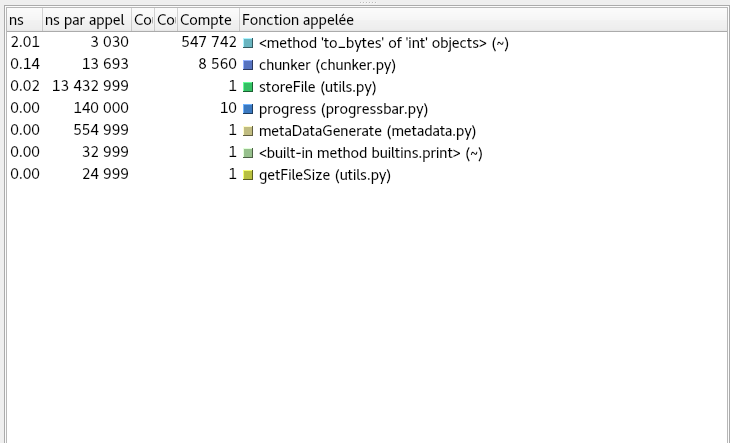 ns ns par appel Co Co Compte Fonction appelée
2.01 3 030 547 742 <method 'to_bytes' of 'int' objects> (~)
0.14 13 693 8 560 chunker (chunker.py)
0.02 13 432 999 1 storeFile (utils.py)
0.00 140 000 10 progress (progressbar.py)
0.00 554 999 1 metaDataGenerate (metadata.py)
0.00 32 999 1 <built-in method builtins.print> (~)
0.00 24 999 1 getFileSize (utils.py)